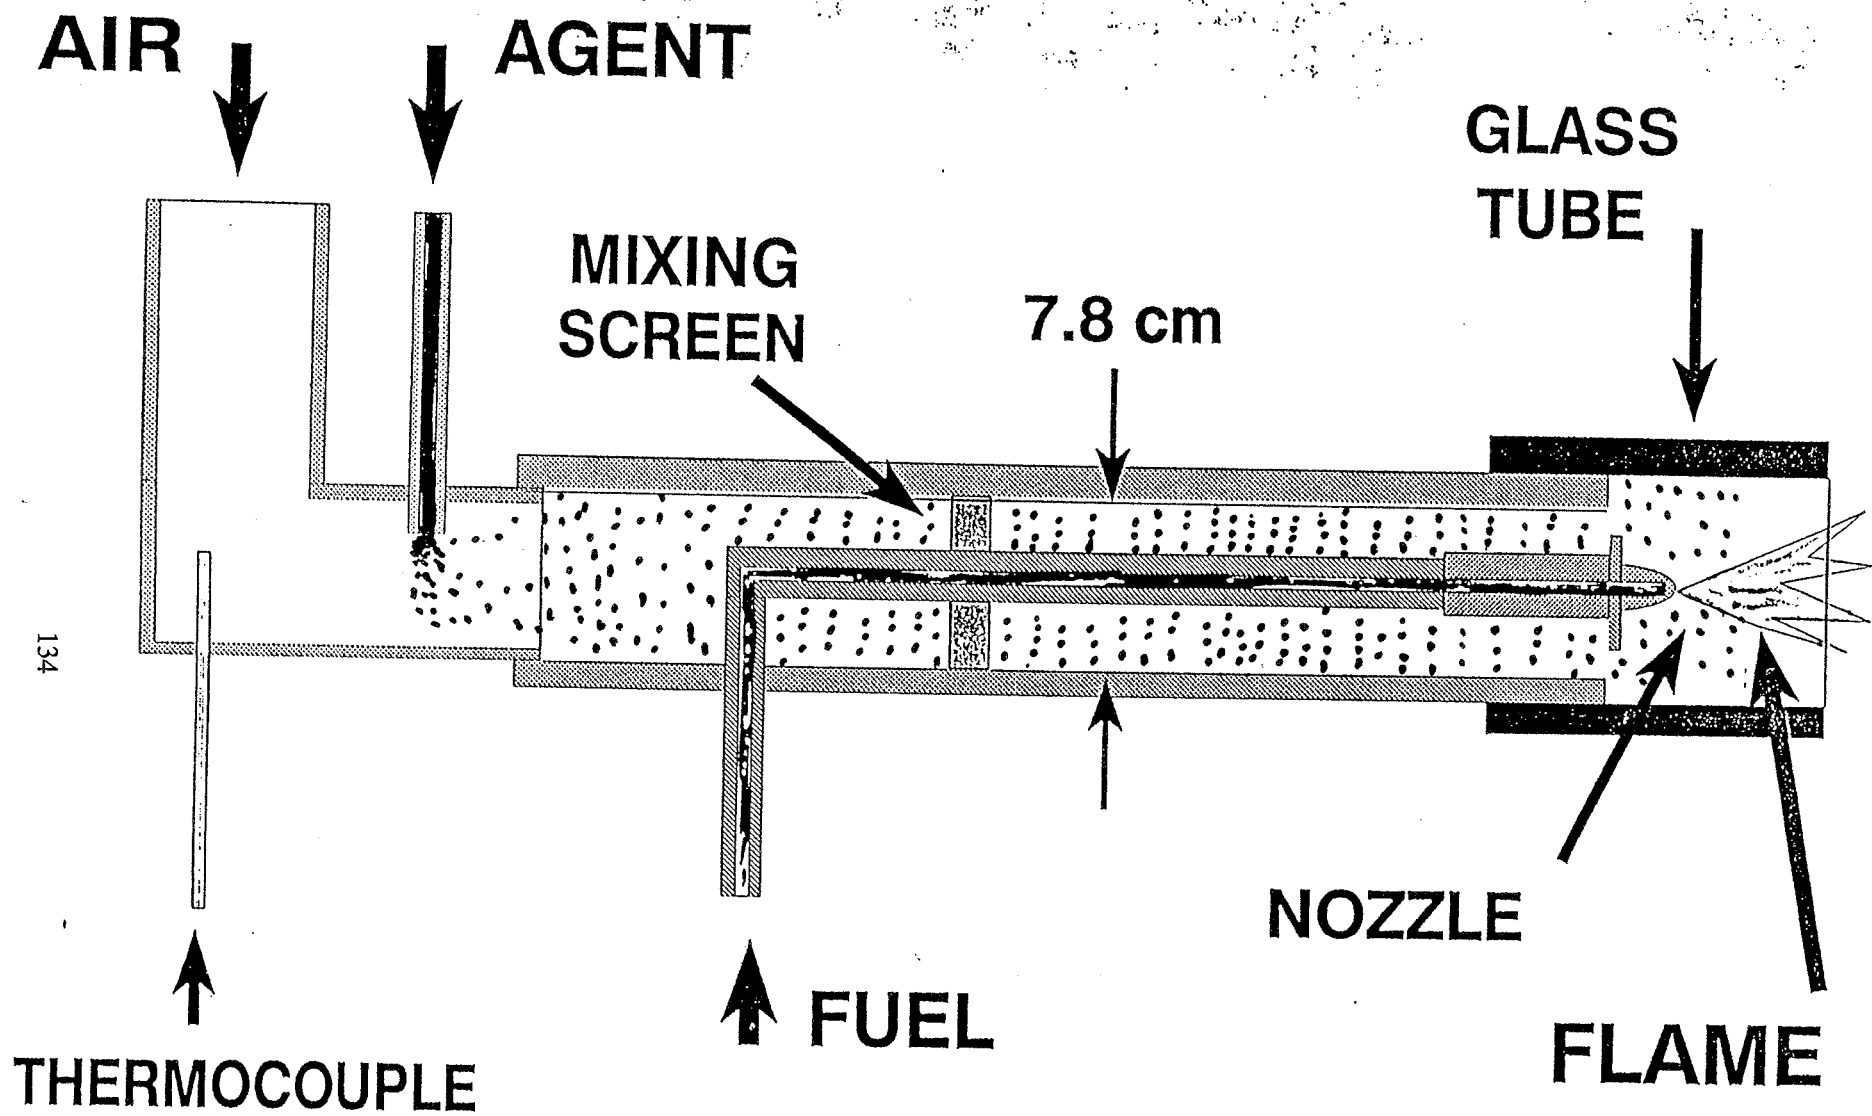 AIR
AGENT
GLASS
TUBE
MIXING
SCREEN
7.8 cm
134
NOZZLE
FUEL
FLAME
THERMOCOUPLE